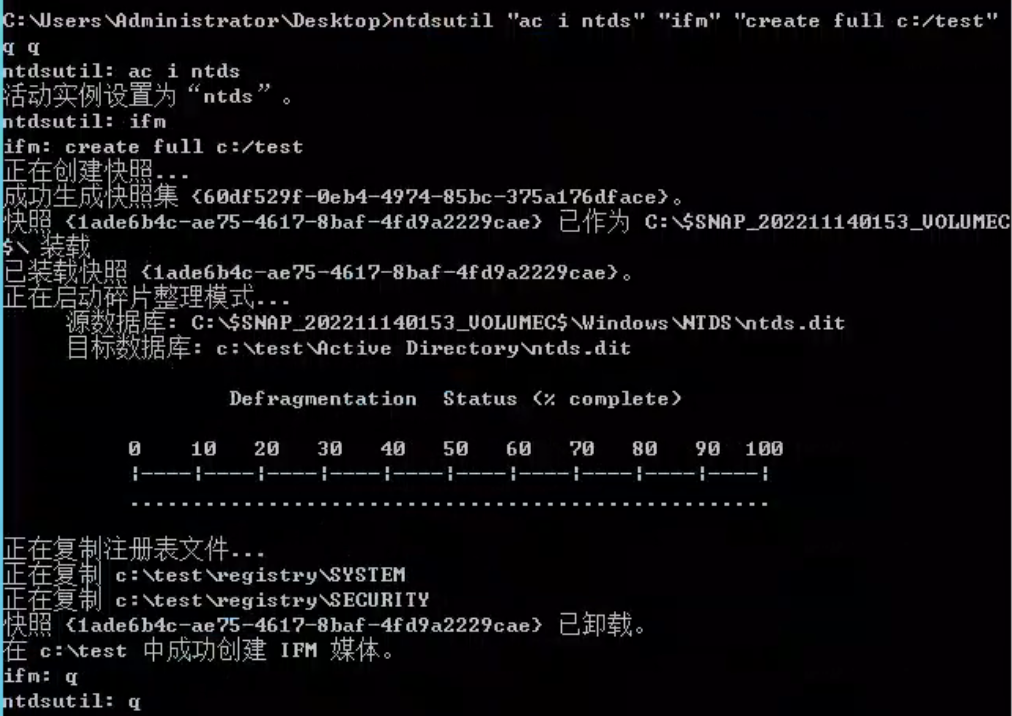 C:\Users\Administrator\Desktop>ntdsutil "ac i ntds" "ifm" "create full c:/test"
q q
ntdsutil: ac i ntds
活动实例设置为“ntds”。
ntdsutil: ifm
ifm: create full c:/test
正在创建快照...
成功生成快照集 {60df529f-0eb4-4974-85bc-375a176dface}。
快照 {1ade6b4c-ae75-4617-8baf-4fd9a2229cae} 已作为 C:\$SNAP_202211140153_VOLUMEC
$\ 装载
已装载快照 {1ade6b4c-ae75-4617-8baf-4fd9a2229cae}。
正在启动碎片整理模式...
源数据库: C:\$SNAP_202211140153_VOLUMEC$\Windows\NTDS\ntds.dit
目标数据库: c:\test\Active Directory\ntds.dit
Defragmentation  Status (% complete)
0    10   20   30   40   50   60   70   80   90  100
|----|----|----|----|----|----|----|----|----|----|
...................................................
正在复制注册表文件...
正在复制 c:\test\registry\SYSTEM
正在复制 c:\test\registry\SECURITY
快照 {1ade6b4c-ae75-4617-8baf-4fd9a2229cae} 已卸载。
在 c:\test 中成功创建 IFM 媒体。
ifm: q
ntdsutil: q